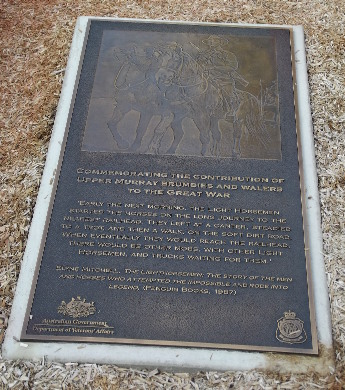 COMMEMORATING THE CONTRIBUTION OF
UPPER MURRAY BRUMBIES AND WALERS
TO THE GREAT WAR
"EARLY THE NEXT MORNING, THE LIGHT HORSEMEN
STARTED THE HORSES ON THE LONG JOURNEY TO THE
NEAREST RAILHEAD. THEY LEFT AT A CANTER, STEADIED
TO A TROT AND THEN A WALK, ON THE SOFT DIRT ROAD.
WHEN EVENTUALLY THEY WOULD REACH THE RAILHEAD,
THERE WOULD BE OTHER MOBS, WITH OTHER LIGHT
HORSEMEN, AND TRUCKS WAITING FOR THEM."
ELYNE MITCHELL, THE LIGHTHORSEMEN: THE STORY OF THE MEN
AND HORSES WHO ATTEMPTED THE IMPOSSIBLE AND RODE INTO
LEGEND, (PENGUIN BOOKS, 1987)
Australian Government
Department of Veterans' Affairs